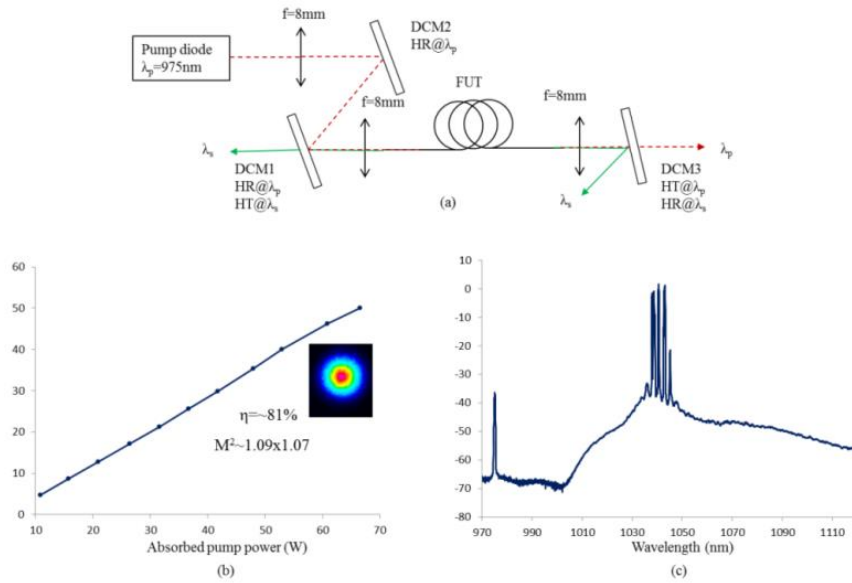 f=8mm
DCM2
HR@λp
Pump diode
λp=975nm
f=8mm
FUT
f=8mm
λs
λp
DCM1
HR@λp
HT@λs
DCM3
HT@λp
HR@λs
λs
(a)
60
50
40
30
20
10
0
η=~81%
M²~1.09x1.07
10 20 30 40 50 60 70
Absorbed pump power (W)
(b)
10
0
-10
-20
-30
-40
-50
-60
-70
-80
970 990 1010 1030 1050 1070 1090 1110
Wavelength (nm)
(c)